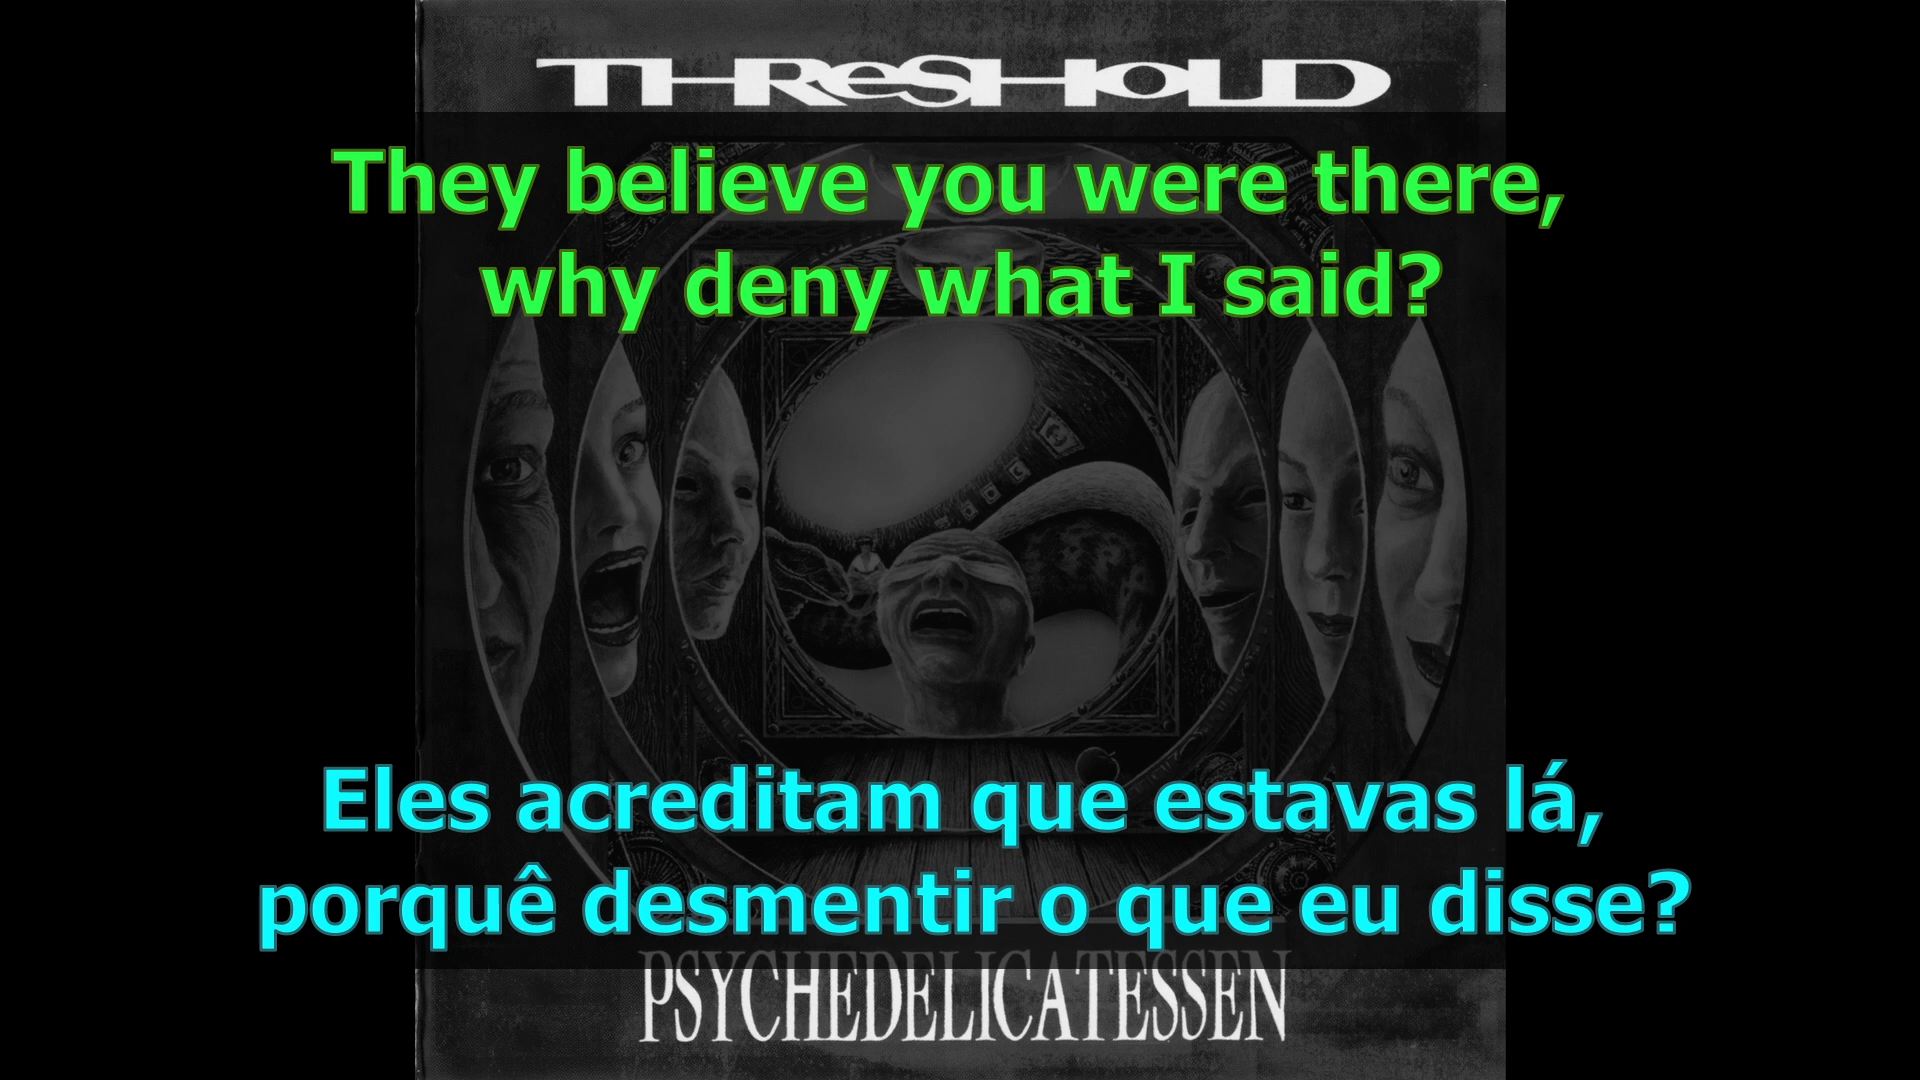 THReSHOLD
They believe you were there,
why deny what I said?
Eles acreditam que estavas lá,
porquê desmentir o que eu disse?
PSYCHEDELICATESSEN